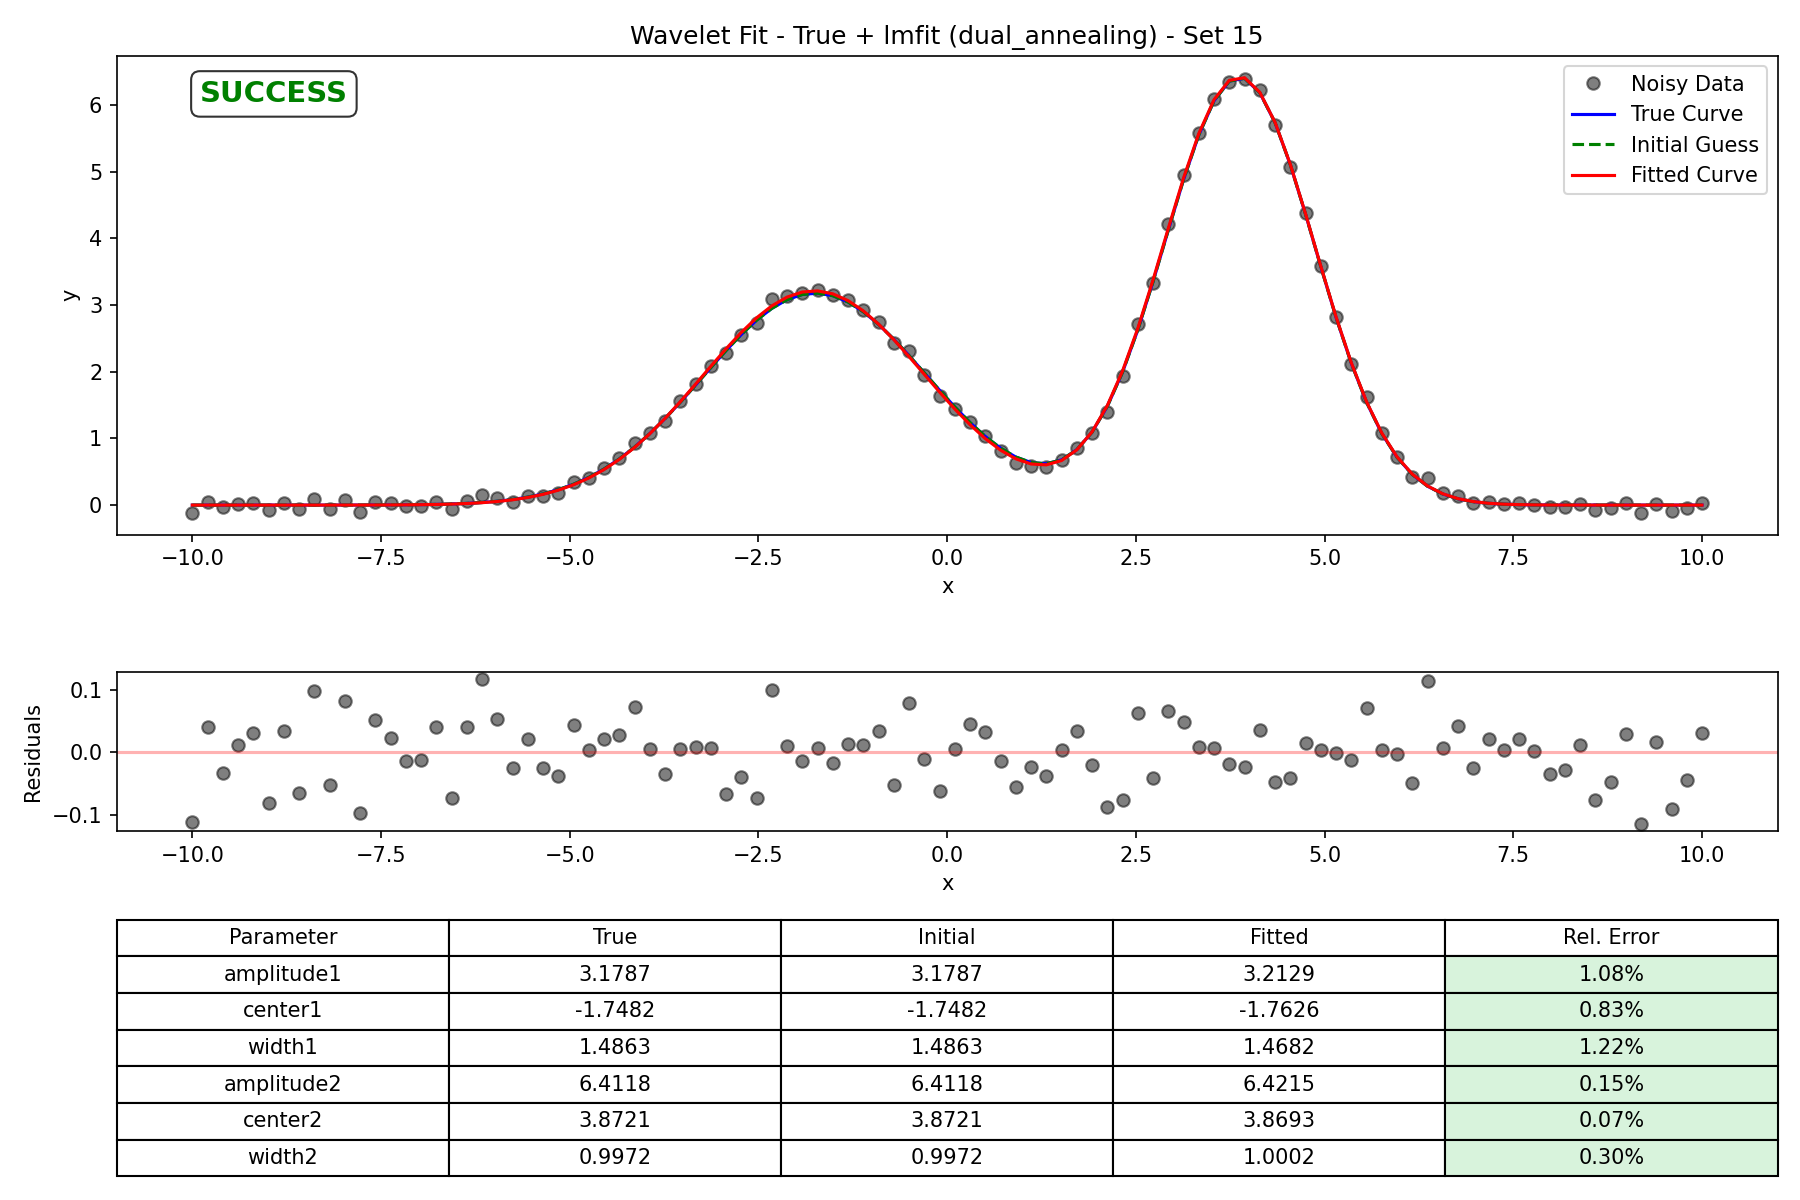 Wavelet Fit - True + lmfit (dual_annealing) - Set 15
SUCCESS
Noisy Data
True Curve
Initial Guess
Fitted Curve
y
6
5
4
3
2
1
0
−10.0 −7.5 −5.0 −2.5 0.0 2.5 5.0 7.5 10.0
x
Residuals
0.1
0.0
−0.1
−10.0 −7.5 −5.0 −2.5 0.0 2.5 5.0 7.5 10.0
x
Parameter True Initial Fitted Rel. Error
amplitude1 3.1787 3.1787 3.2129 1.08%
center1 -1.7482 -1.7482 -1.7626 0.83%
width1 1.4863 1.4863 1.4682 1.22%
amplitude2 6.4118 6.4118 6.4215 0.15%
center2 3.8721 3.8721 3.8693 0.07%
width2 0.9972 0.9972 1.0002 0.30%